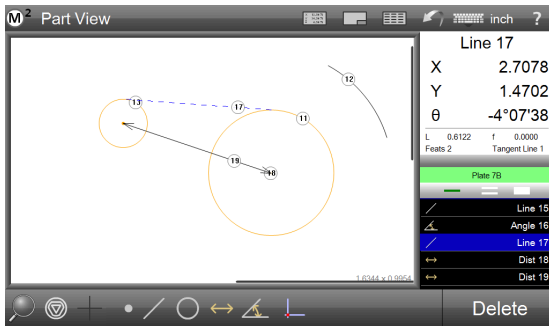 M² Part View inch ?
Line 17
X 2.7078
Y 1.4702
θ -4°07'38
L 0.6122 f 0.0000
Feats 2 Tangent Line 1
Plate 7B
Line 15
Angle 16
Line 17
Dist 18
Dist 19
13
17
11
12
19
18
1.6344 x 0.9954
Delete